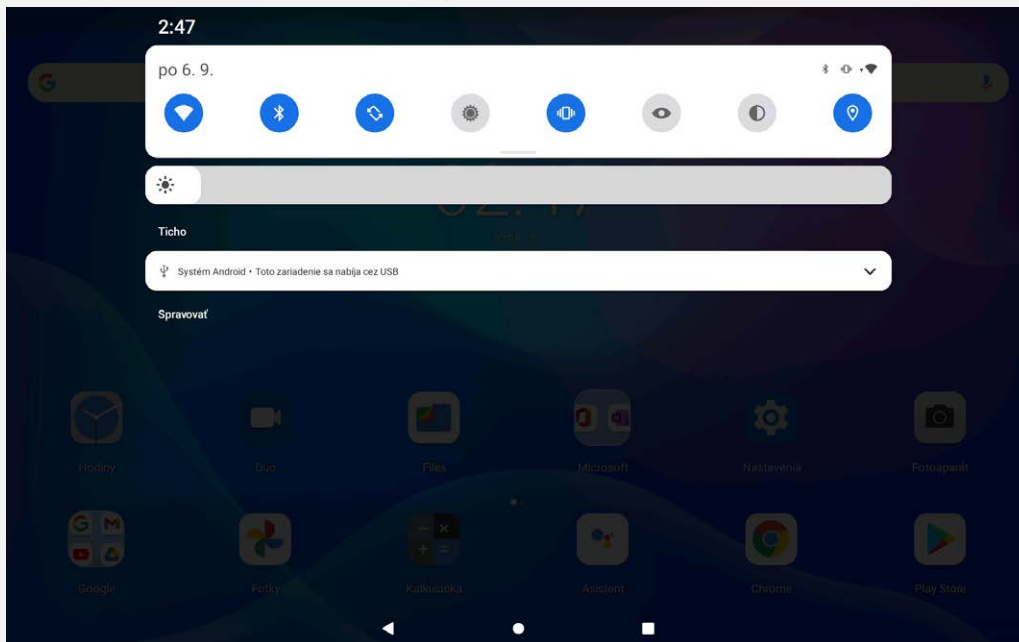 2:47
po 6. 9.
Ticho
Systém Android • Toto zariadenie sa nabíja cez USB
Spravovať
Hodiny
Duo
Files
Microsoft
Nastavenia
Fotoaparát
Google
Fotky
Kalkulačka
Asistent
Chrome
Play Store